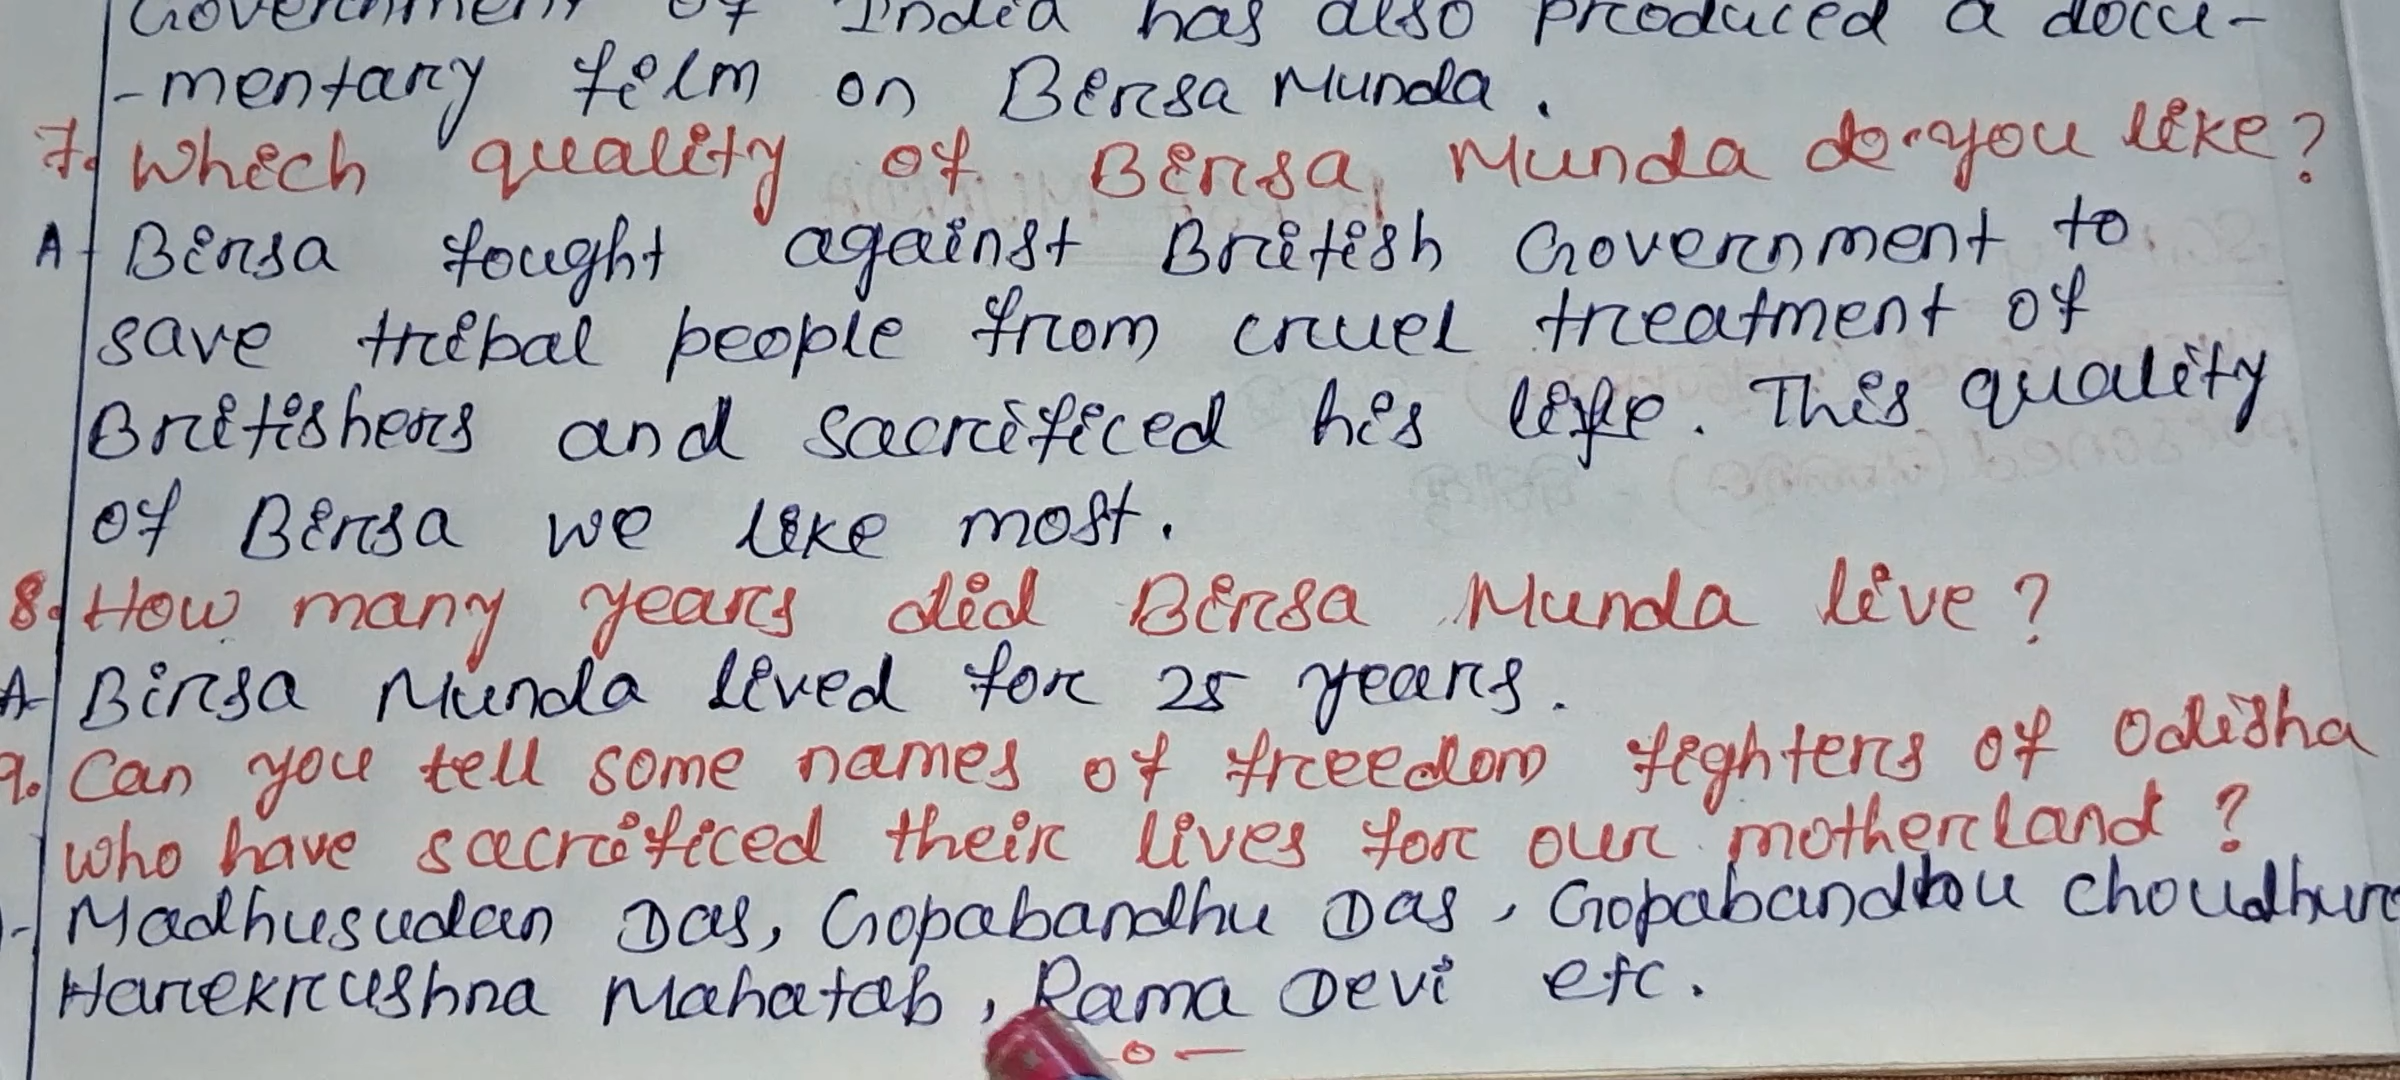 Government of India has also produced a docu-
-mentary film on Birsa Munda.
7. Which quality of Birsa Munda do you like?
A- Birsa fought against British Government to
save tribal people from cruel treatment of
Britishers and sacrificed his life. This quality
of Birsa we like most.
8. How many years did Birsa Munda live?
A- Birsa Munda lived for 25 years.
9. Can you tell some names of freedom fighters of Odisha
who have sacrificed their lives for our motherland?
- Madhusudan Das, Gopabandhu Das, Gopabandhu Choudhur
Harekrushna Mahatab, Rama Devi etc.